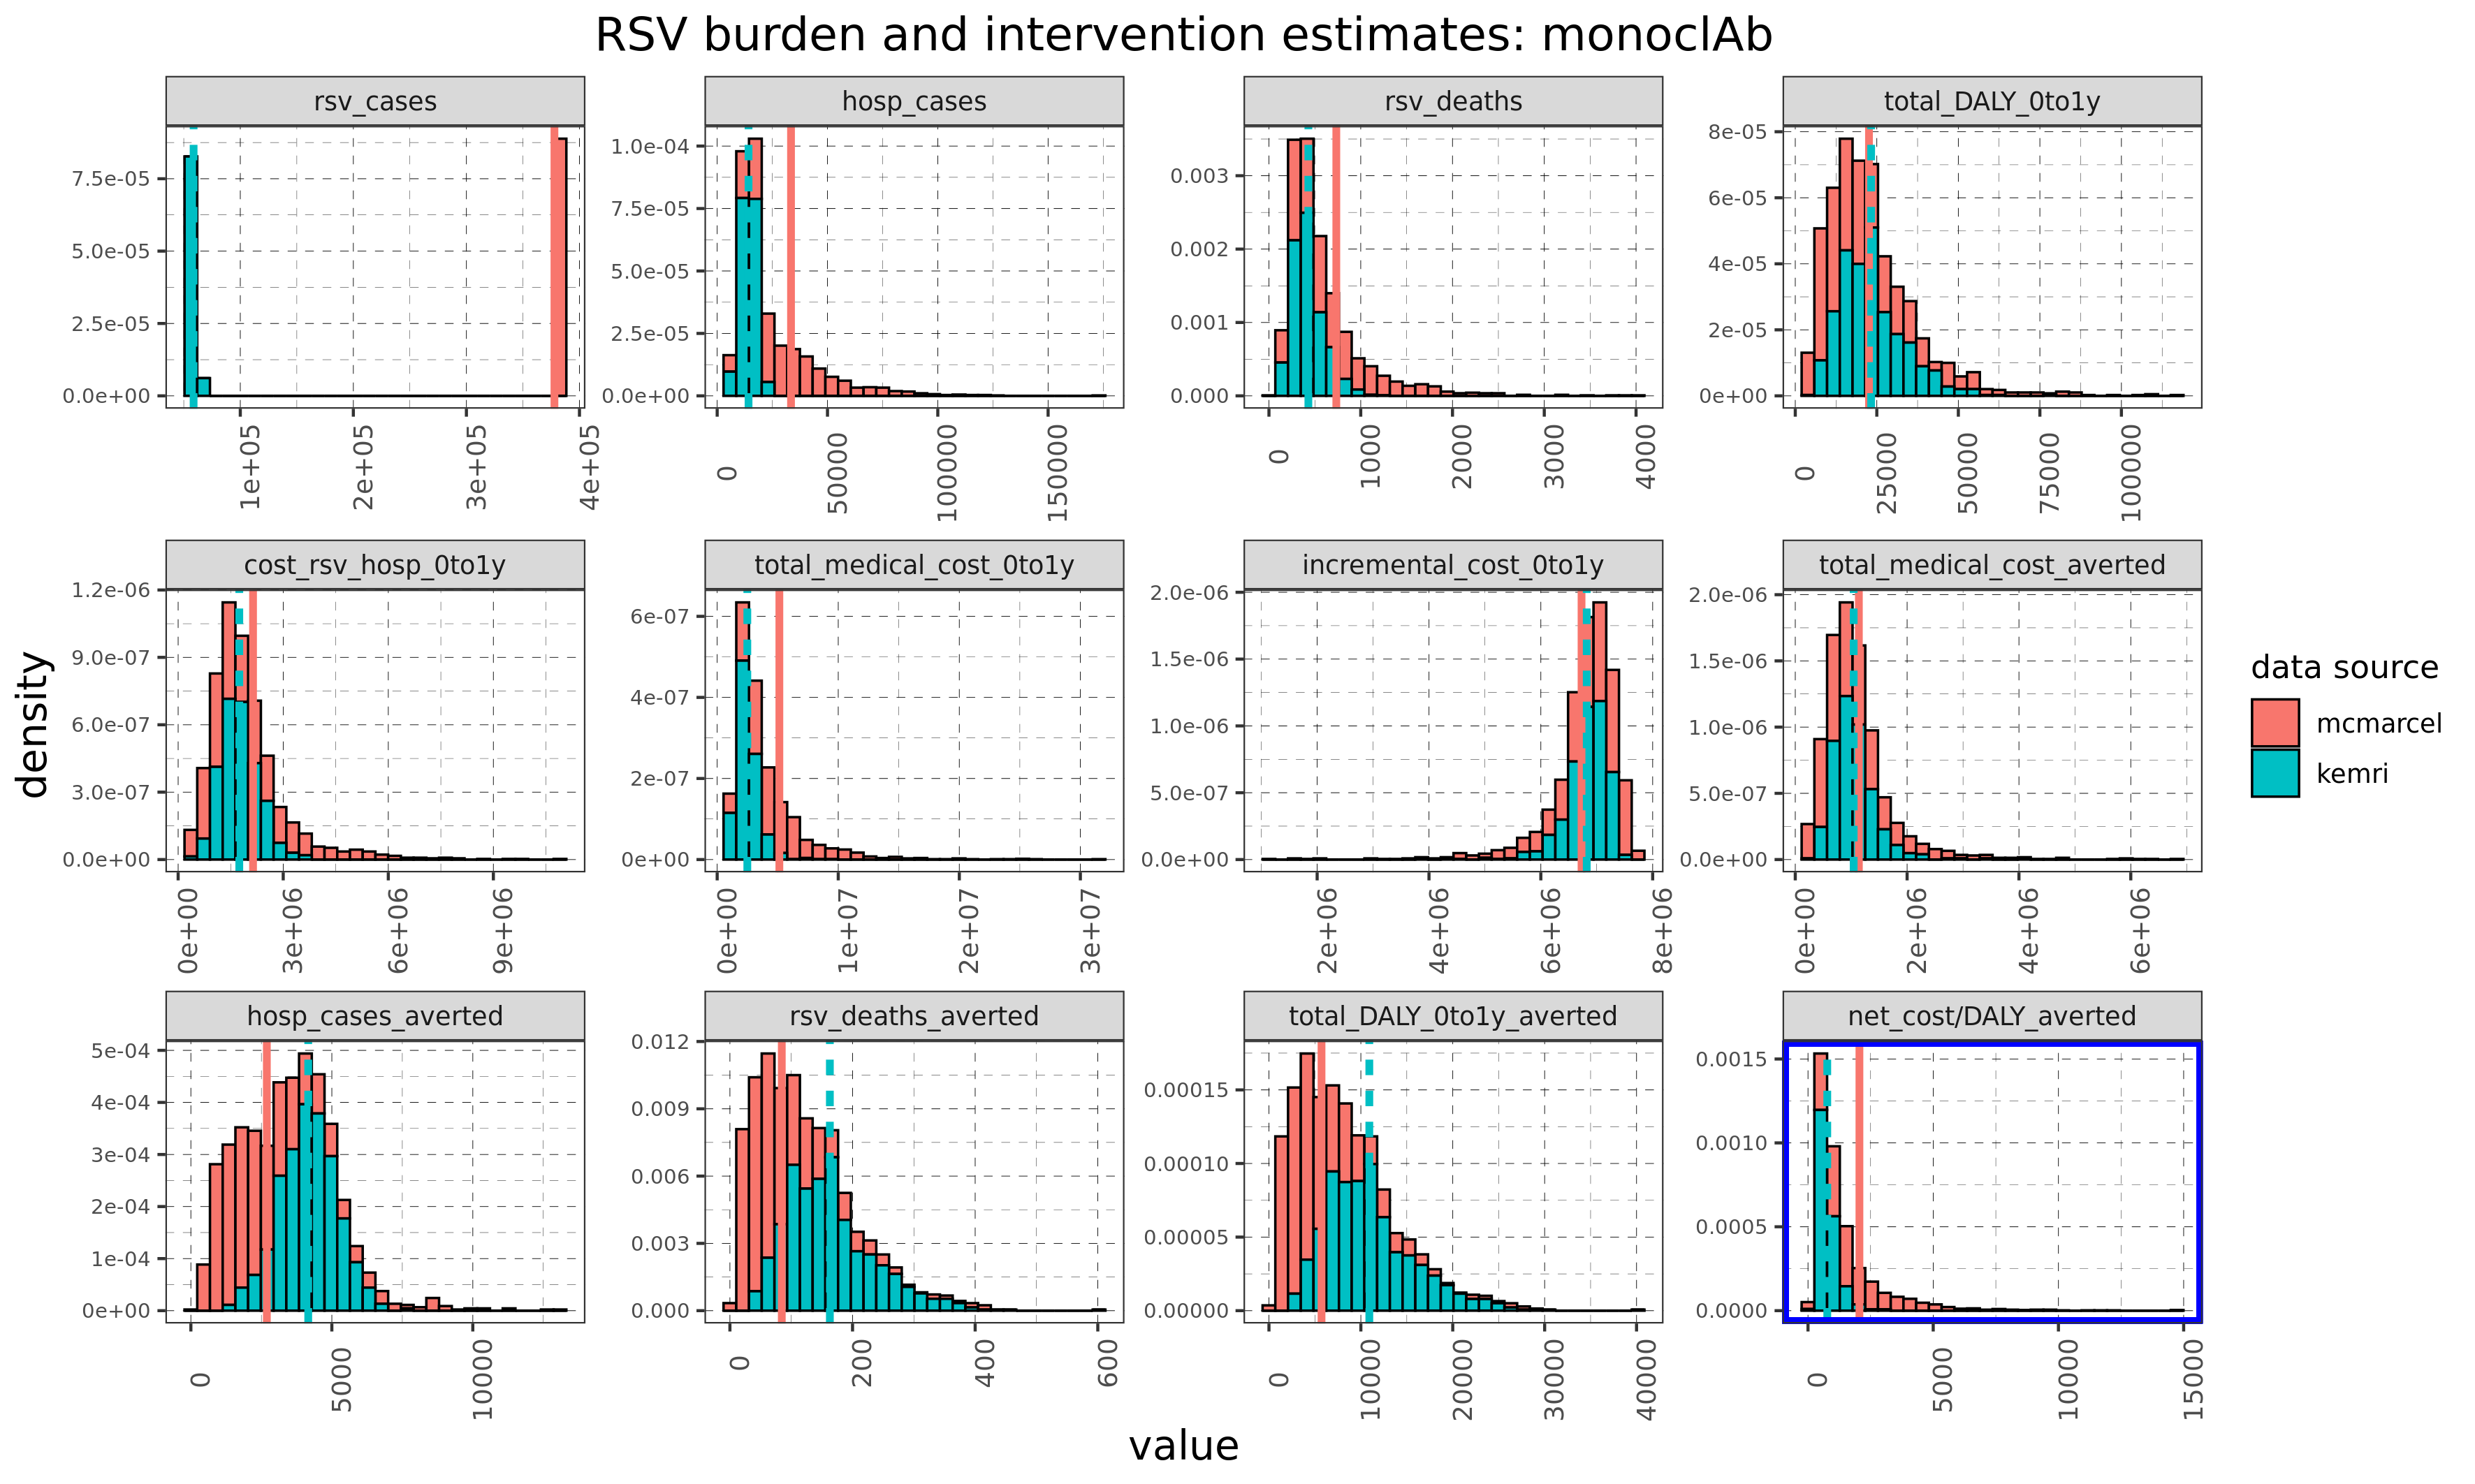 RSV burden and intervention estimates: monoclAb
rsv_cases
hosp_cases
rsv_deaths
total_DALY_0to1y
7.5e-05
5.0e-05
2.5e-05
0.0e+00
1.0e-04
7.5e-05
5.0e-05
2.5e-05
0.0e+00
0.003
0.002
0.001
0.000
8e-05
6e-05
4e-05
2e-05
0e+00
1e+05
2e+05
3e+05
4e+05
0
50000
100000
150000
0
1000
2000
3000
4000
0
25000
50000
75000
100000
cost_rsv_hosp_0to1y
total_medical_cost_0to1y
incremental_cost_0to1y
total_medical_cost_averted
1.2e-06
9.0e-07
6.0e-07
3.0e-07
0.0e+00
6e-07
4e-07
2e-07
0e+00
2.0e-06
1.5e-06
1.0e-06
5.0e-07
0.0e+00
2.0e-06
1.5e-06
1.0e-06
5.0e-07
0.0e+00
0e+00
3e+06
6e+06
9e+06
0e+00
1e+07
2e+07
3e+07
2e+06
4e+06
6e+06
8e+06
0e+00
2e+06
4e+06
6e+06
hosp_cases_averted
rsv_deaths_averted
total_DALY_0to1y_averted
net_cost/DALY_averted
5e-04
4e-04
3e-04
2e-04
1e-04
0e+00
0.012
0.009
0.006
0.003
0.000
0.00015
0.00010
0.00005
0.00000
0.0015
0.0010
0.0005
0.0000
0
5000
10000
0
200
400
600
0
10000
20000
30000
40000
0
5000
10000
15000
density
value
data source
mcmarcel
kemri